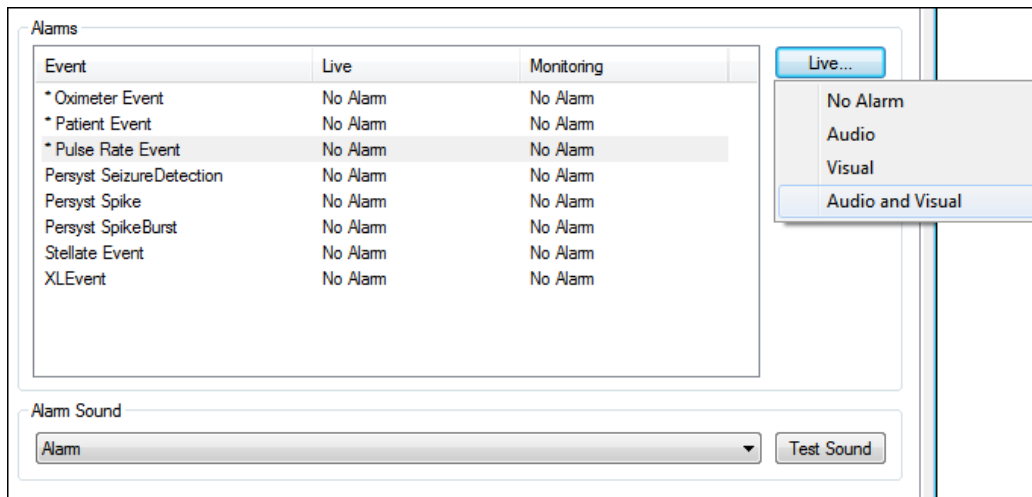 Alarms
Event Live Monitoring
Live...
* Oximeter Event No Alarm No Alarm
No Alarm
* Patient Event No Alarm No Alarm
Audio
* Pulse Rate Event No Alarm No Alarm
Visual
Persyst SeizureDetection No Alarm No Alarm
Persyst Spike No Alarm No Alarm
Audio and Visual
Persyst SpikeBurst No Alarm No Alarm
Stellate Event No Alarm No Alarm
XLEvent No Alarm No Alarm
Alarm Sound
Alarm
Test Sound